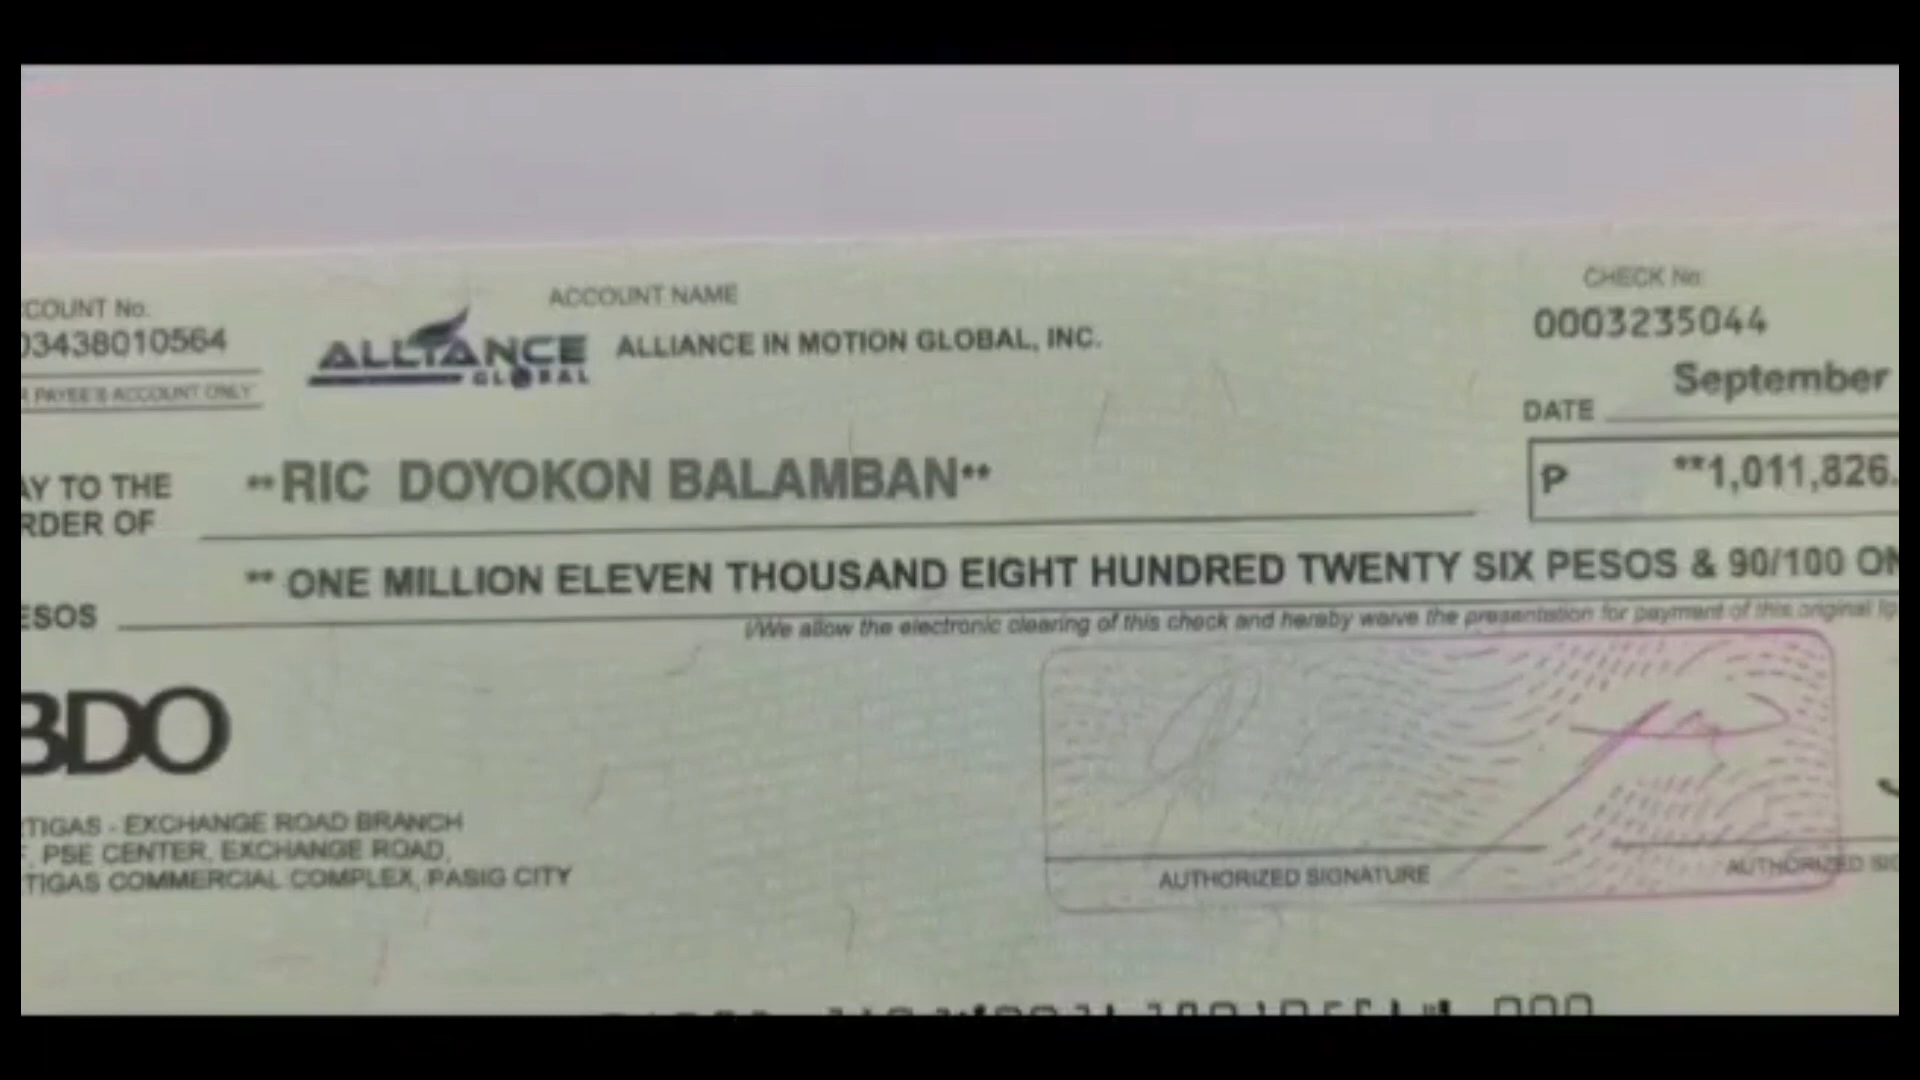 COUNT No.
03438010564
PAYEE'S ACCOUNT ONLY
ALLIANCE
GLOBAL
ACCOUNT NAME
ALLIANCE IN MOTION GLOBAL, INC.
CHECK No.
0003235044
DATE September
AY TO THE
RDER OF
**RIC DOYOKON BALAMBAN**
P **1,011,826.
ESOS ** ONE MILLION ELEVEN THOUSAND EIGHT HUNDRED TWENTY SIX PESOS & 90/100 ON
I/We allow the electronic clearing of this check and hereby waive the presentation for payment of this original
BDO
TIGAS - EXCHANGE ROAD BRANCH
PSE CENTER, EXCHANGE ROAD,
TIGAS COMMERCIAL COMPLEX, PASIG CITY
AUTHORIZED SIGNATURE
AUTHORIZED SIG